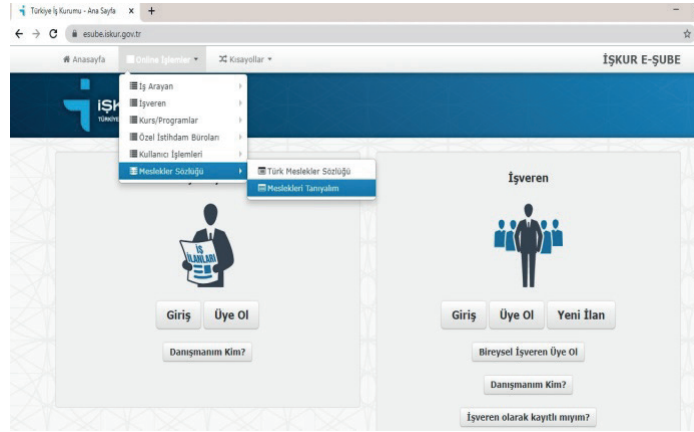 Türkiye İş Kurumu - Ana Sayfa
esube.iskur.gov.tr
Anasayfa
Online İşlemler
Kısayollar
İŞKUR E-ŞUBE
İş Arayan
İşveren
Kurs/Programlar
Özel İstihdam Büroları
Kullanıcı İşlemleri
Meslekler Sözlüğü
Türk Meslekler Sözlüğü
Meslekleri Tanıyalım
İşveren
İŞ
İLANLARI
Giriş
Üye Ol
Danışmanım Kim?
Giriş
Üye Ol
Yeni İlan
Bireysel İşveren Üye Ol
Danışmanım Kim?
İşveren olarak kayıtlı mıyım?